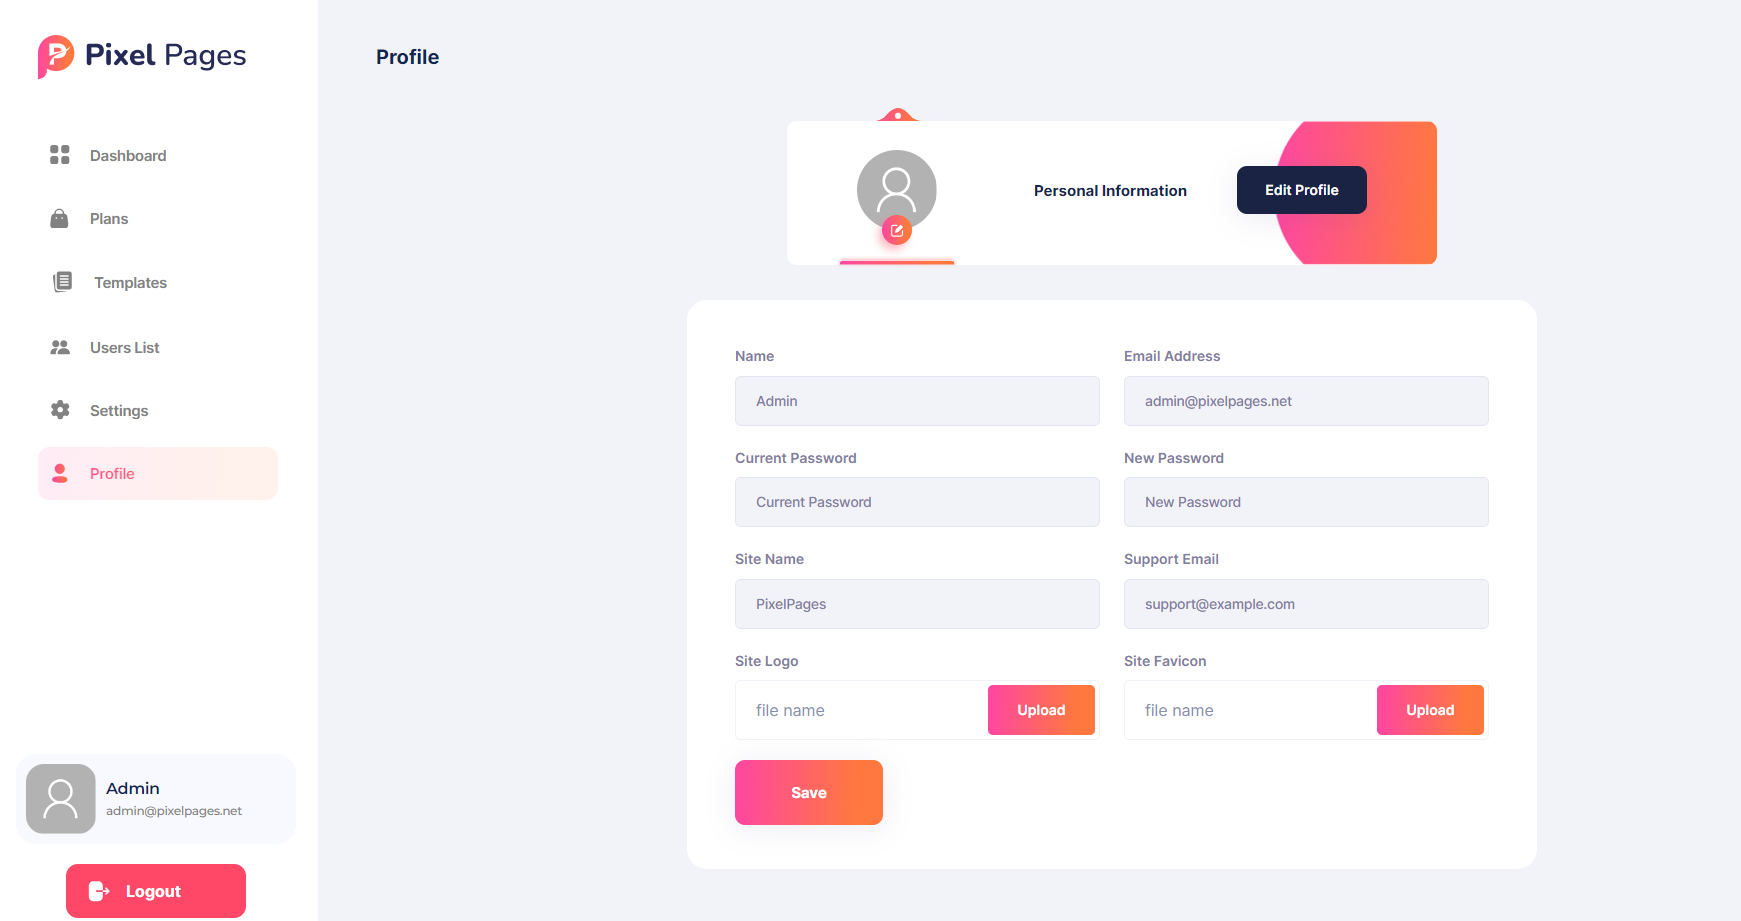 Pixel Pages
Dashboard
Plans
Templates
Users List
Settings
Profile
Admin
admin@pixelpages.net
Logout
Profile
Personal Information
Edit Profile
Name
Email Address
Admin
admin@pixelpages.net
Current Password
New Password
Current Password
New Password
Site Name
Support Email
PixelPages
support@example.com
Site Logo
Site Favicon
file name
Upload
file name
Upload
Save